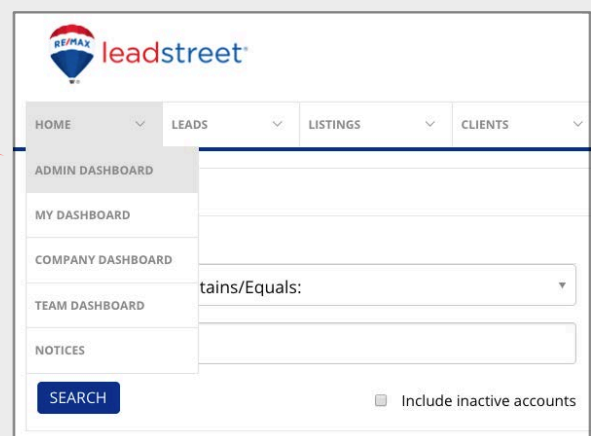 RE/MAX
leadstreet
HOME LEADS LISTINGS CLIENTS
ADMIN DASHBOARD
MY DASHBOARD
COMPANY DASHBOARD
tains/Equals:
TEAM DASHBOARD
NOTICES
SEARCH Include inactive accounts